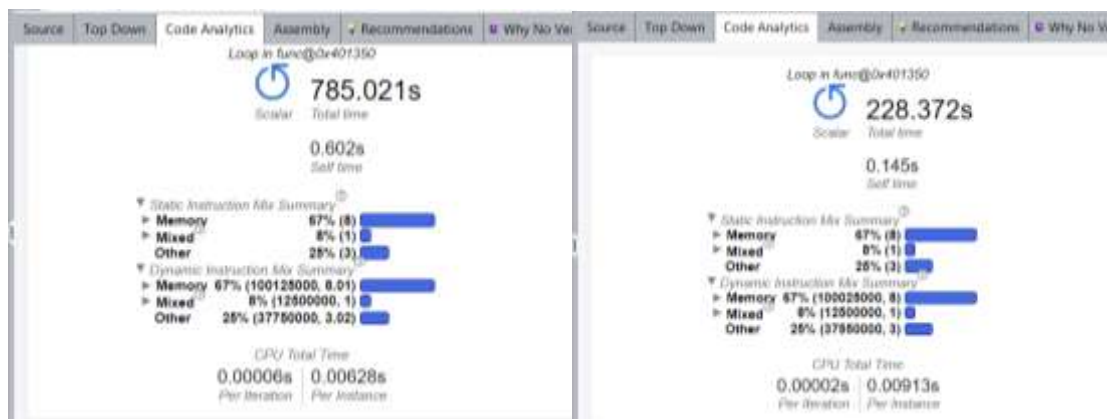 Source Top Down Code Analytics Assembly Recommendations Why No Ve
Loop in func@0x401350
785.021s
Scalar Total time
0.602s
Self time
Static Instruction Mix Summary
Memory 67% (8)
Mixed 8% (1)
Other 25% (3)
Dynamic Instruction Mix Summary
Memory 67% (100125000, 8.01)
Mixed 8% (12500000, 1)
Other 25% (37750000, 3.02)
CPU Total Time
0.00006s 0.00628s
Per Iteration Per Instance
Source Top Down Code Analytics Assembly Recommendations Why No V
Loop in func@0x401350
228.372s
Scalar Total time
0.145s
Self time
Static Instruction Mix Summary
Memory 67% (8)
Mixed 8% (1)
Other 25% (3)
Dynamic Instruction Mix Summary
Memory 67% (100025000, 8)
Mixed 8% (12500000, 1)
Other 25% (37550000, 3)
CPU Total Time
0.00002s 0.00913s
Per Iteration Per Instance